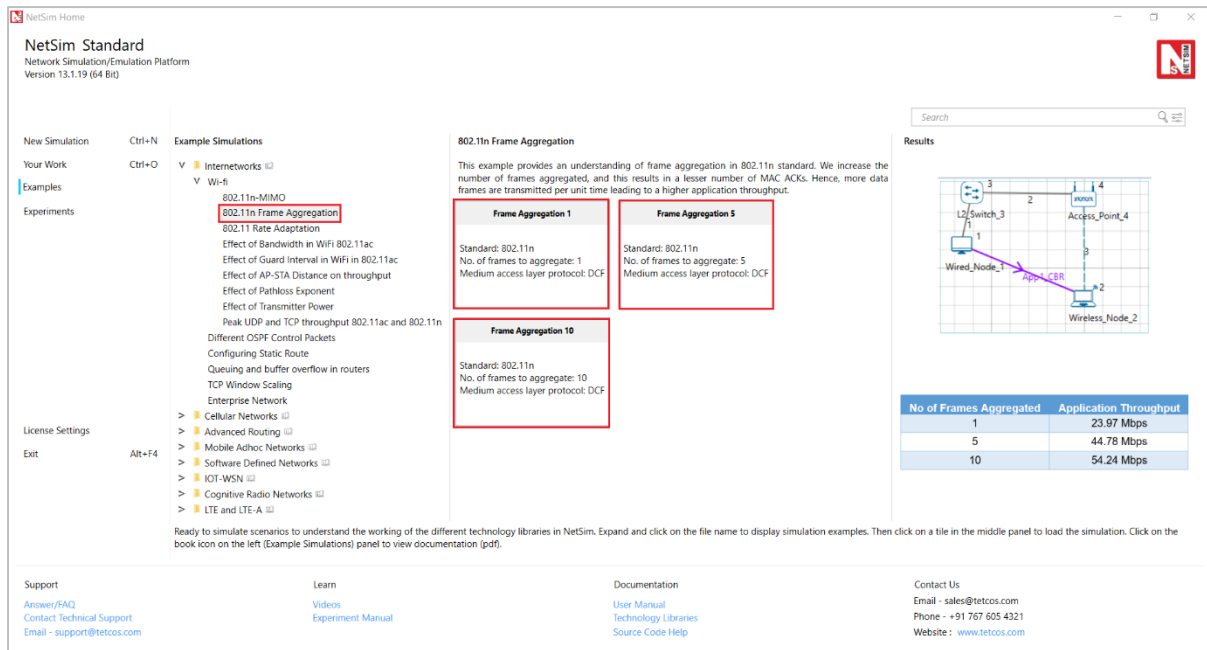 NetSim Home
NetSim Standard
Network Simulation/Emulation Platform
Version 13.1.19 (64 Bit)
NETSIM
Search
New Simulation Ctrl+N
Your Work Ctrl+O
Examples
Experiments
License Settings
Exit Alt+F4
Example Simulations
Internetworks
Wi-fi
802.11n-MIMO
802.11n Frame Aggregation
802.11 Rate Adaptation
Effect of Bandwidth in WiFi 802.11ac
Effect of Guard Interval in WiFi in 802.11ac
Effect of AP-STA Distance on throughput
Effect of Pathloss Exponent
Effect of Transmitter Power
Peak UDP and TCP throughput 802.11ac and 802.11n
Different OSPF Control Packets
Configuring Static Route
Queuing and buffer overflow in routers
TCP Window Scaling
Enterprise Network
> Cellular Networks
> Advanced Routing
> Mobile Adhoc Networks
> Software Defined Networks
> IOT-WSN
> Cognitive Radio Networks
> LTE and LTE-A
802.11n Frame Aggregation
This example provides an understanding of frame aggregation in 802.11n standard. We increase the
number of frames aggregated, and this results in a lesser number of MAC ACKs. Hence, more data
frames are transmitted per unit time leading to a higher application throughput.
Frame Aggregation 1
Standard: 802.11n
No. of frames to aggregate: 1
Medium access layer protocol: DCF
Frame Aggregation 5
Standard: 802.11n
No. of frames to aggregate: 5
Medium access layer protocol: DCF
Frame Aggregation 10
Standard: 802.11n
No. of frames to aggregate: 10
Medium access layer protocol: DCF
Results
3
2
1 4
L2_Switch_3
Access_Point_4
1
1
3
Wired_Node_1
App1_CBR
2
Wireless_Node_2
No of Frames Aggregated Application Throughput
1 23.97 Mbps
5 44.78 Mbps
10 54.24 Mbps
Ready to simulate scenarios to understand the working of the different technology libraries in NetSim. Expand and click on the file name to display simulation examples. Then click on a tile in the middle panel to load the simulation. Click on the
book icon on the left (Example Simulations) panel to view documentation (pdf).
Support
Answer/FAQ
Contact Technical Support
Email - support@tetcos.com
Learn
Videos
Experiment Manual
Documentation
User Manual
Technology Libraries
Source Code Help
Contact Us
Email - sales@tetcos.com
Phone - +91 767 605 4321
Website : www.tetcos.com